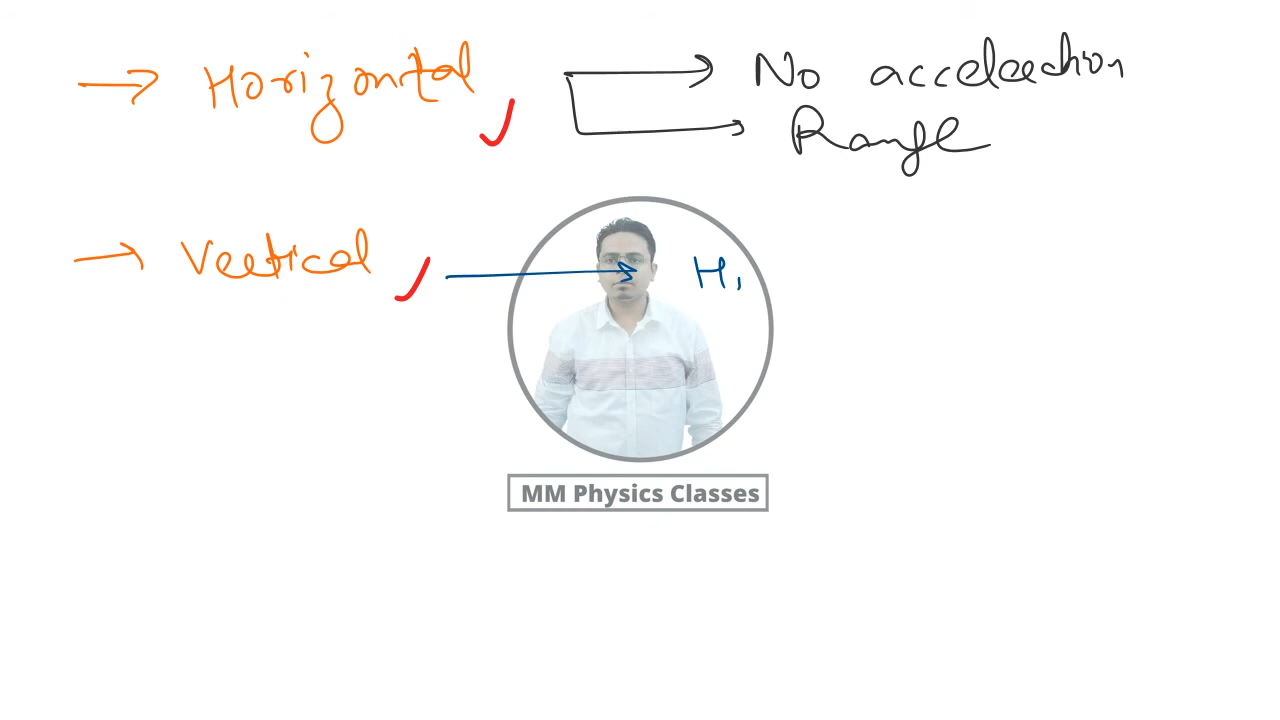 → Horizontal ✓ → No acceleration
→ Range
→ Vertical ✓ → H,
MM Physics Classes